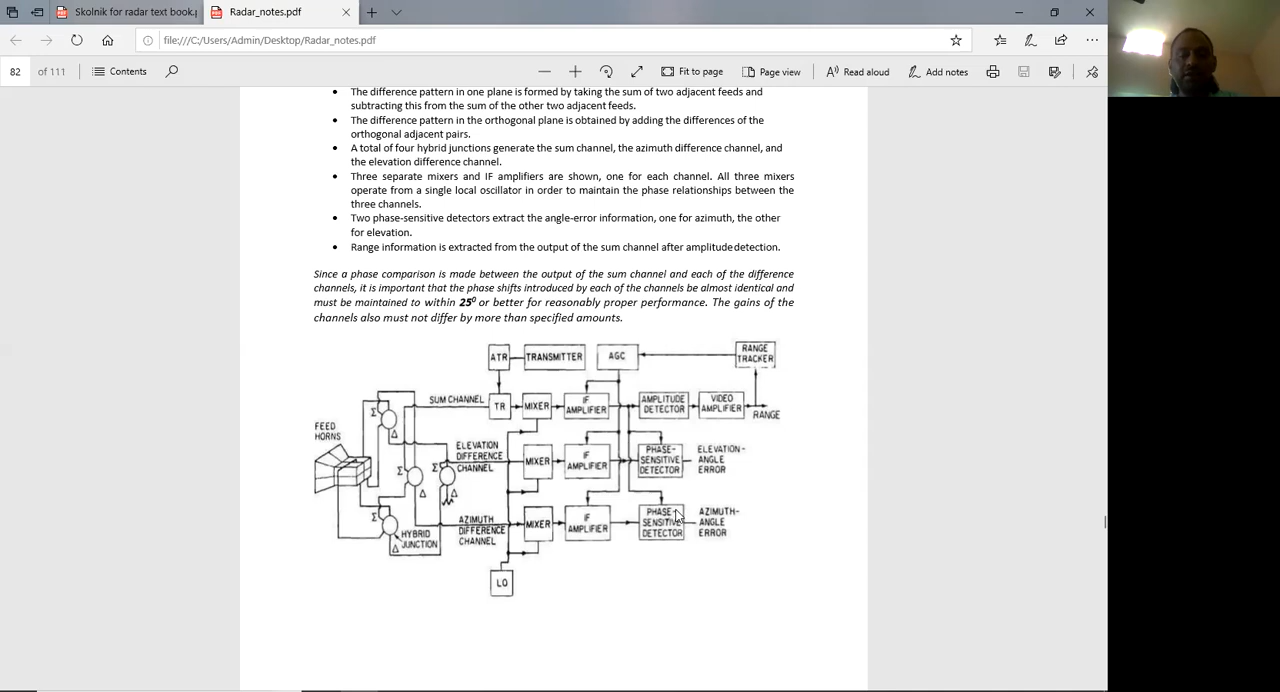 Skolnik for radar text book.p
Radar_notes.pdf
file:///C:/Users/Admin/Desktop/Radar_notes.pdf
82 of 111
Contents
Fit to page
Page view
Read aloud
Add notes
• The difference pattern in one plane is formed by taking the sum of two adjacent feeds and
subtracting this from the sum of the other two adjacent feeds.
• The difference pattern in the orthogonal plane is obtained by adding the differences of the
orthogonal adjacent pairs.
• A total of four hybrid junctions generate the sum channel, the azimuth difference channel, and
the elevation difference channel.
• Three separate mixers and IF amplifiers are shown, one for each channel. All three mixers
operate from a single local oscillator in order to maintain the phase relationships between the
three channels.
• Two phase-sensitive detectors extract the angle-error information, one for azimuth, the other
for elevation.
• Range information is extracted from the output of the sum channel after amplitudedetection.
Since a phase comparison is made between the output of the sum channel and each of the difference
channels, it is important that the phase shifts introduced by each of the channels be almost identical and
must be maintained to within 25⁰ or better for reasonably proper performance. The gains of the
channels also must not differ by more than specified amounts.
ATR
TRANSMITTER
AGC
RANGE
TRACKER
SUM CHANNEL
TR
MIXER
IF
AMPLIFIER
AMPLITUDE
DETECTOR
VIDEO
AMPLIFIER
RANGE
Σ
Δ
FEED
HORNS
ELEVATION
DIFFERENCE
CHANNEL
MIXER
IF
AMPLIFIER
PHASE-
SENSITIVE
DETECTOR
ELEVATION-
ANGLE
ERROR
Σ
Δ
Σ
Δ
AZIMUTH
DIFFERENCE
CHANNEL
MIXER
IF
AMPLIFIER
PHASE-
SENSITIVE
DETECTOR
AZIMUTH-
ANGLE
ERROR
Σ
Δ
HYBRID
JUNCTION
LO